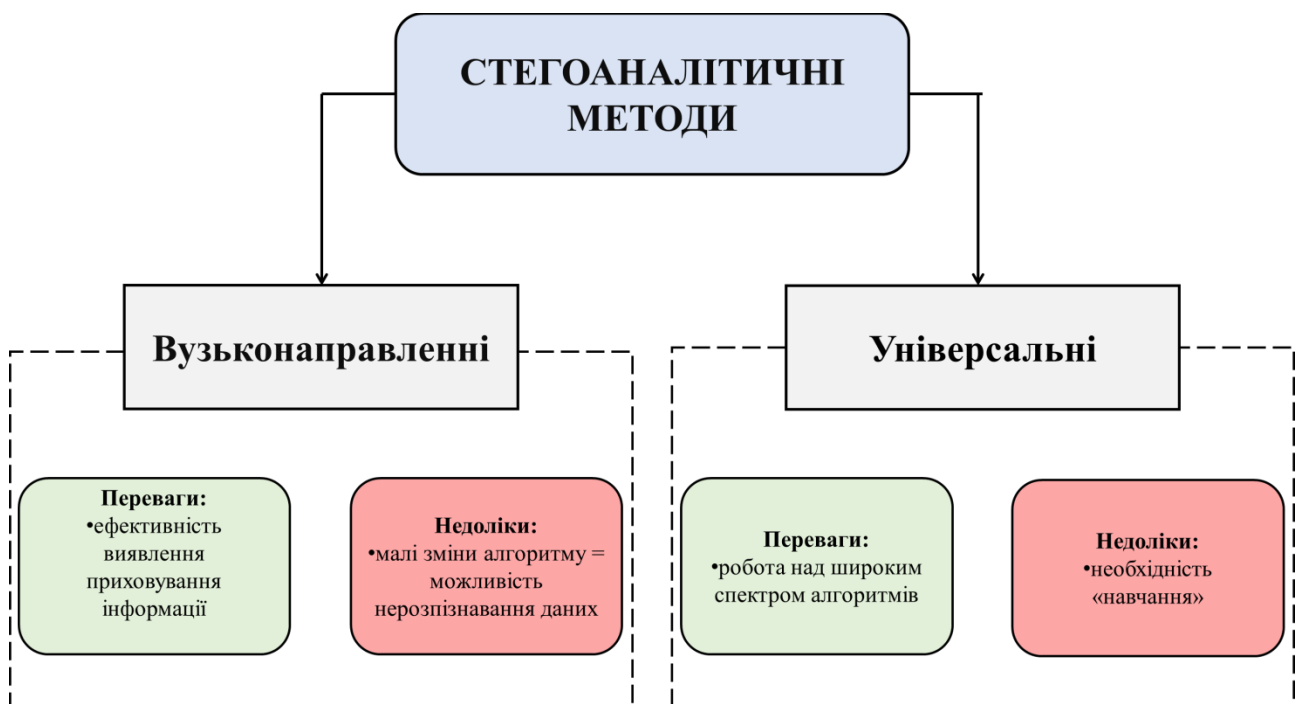 СТЕГОАНАЛІТИЧНІ
МЕТОДИ
Вузьконаправленні
Універсальні
Переваги:
•ефективність
виявлення
приховування
інформації
Недоліки:
•малі зміни алгоритму =
можливість
нерозпізнавання даних
Переваги:
•робота над широким
спектром алгоритмів
Недоліки:
•необхідність
«навчання»